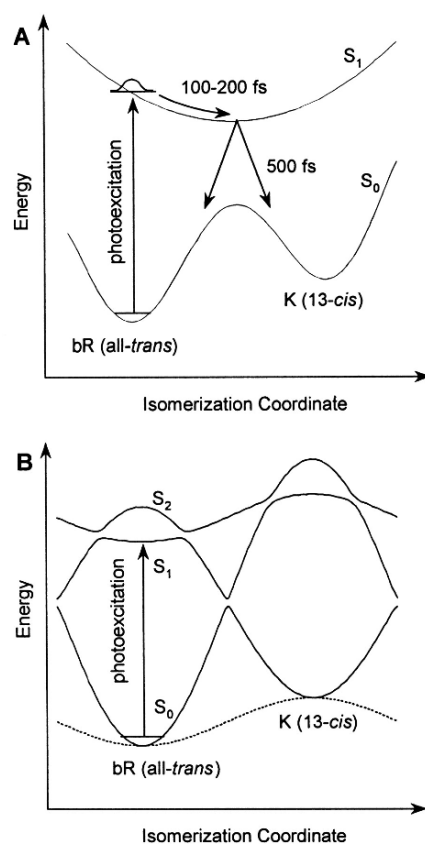 A
S1
100-200 fs
500 fs
S0
Energy
photoexcitation
K (13-cis)
bR (all-trans)
Isomerization Coordinate
B
S2
S1
Energy
photoexcitation
S0
K (13-cis)
bR (all-trans)
Isomerization Coordinate